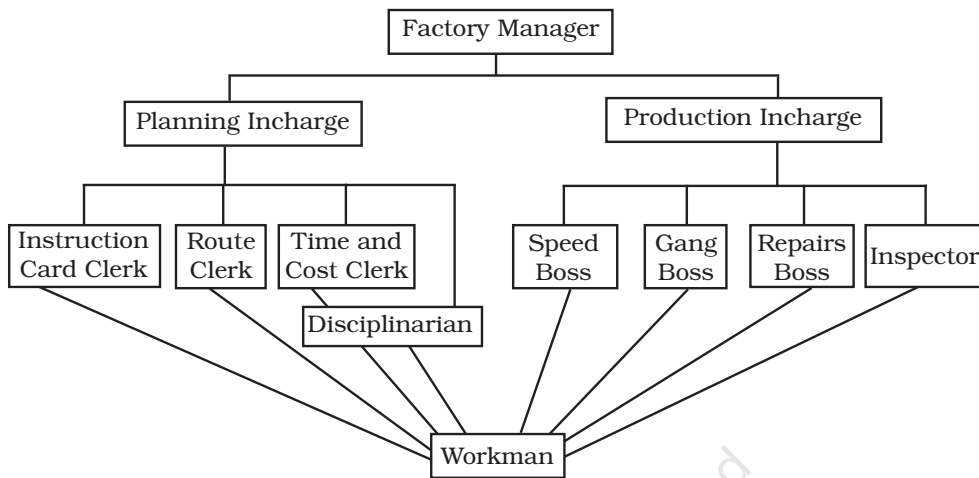 Factory Manager
Planning Incharge
Production Incharge
Instruction
Card Clerk
Route
Clerk
Time and
Cost Clerk
Disciplinarian
Speed
Boss
Gang
Boss
Repairs
Boss
Inspector
Workman